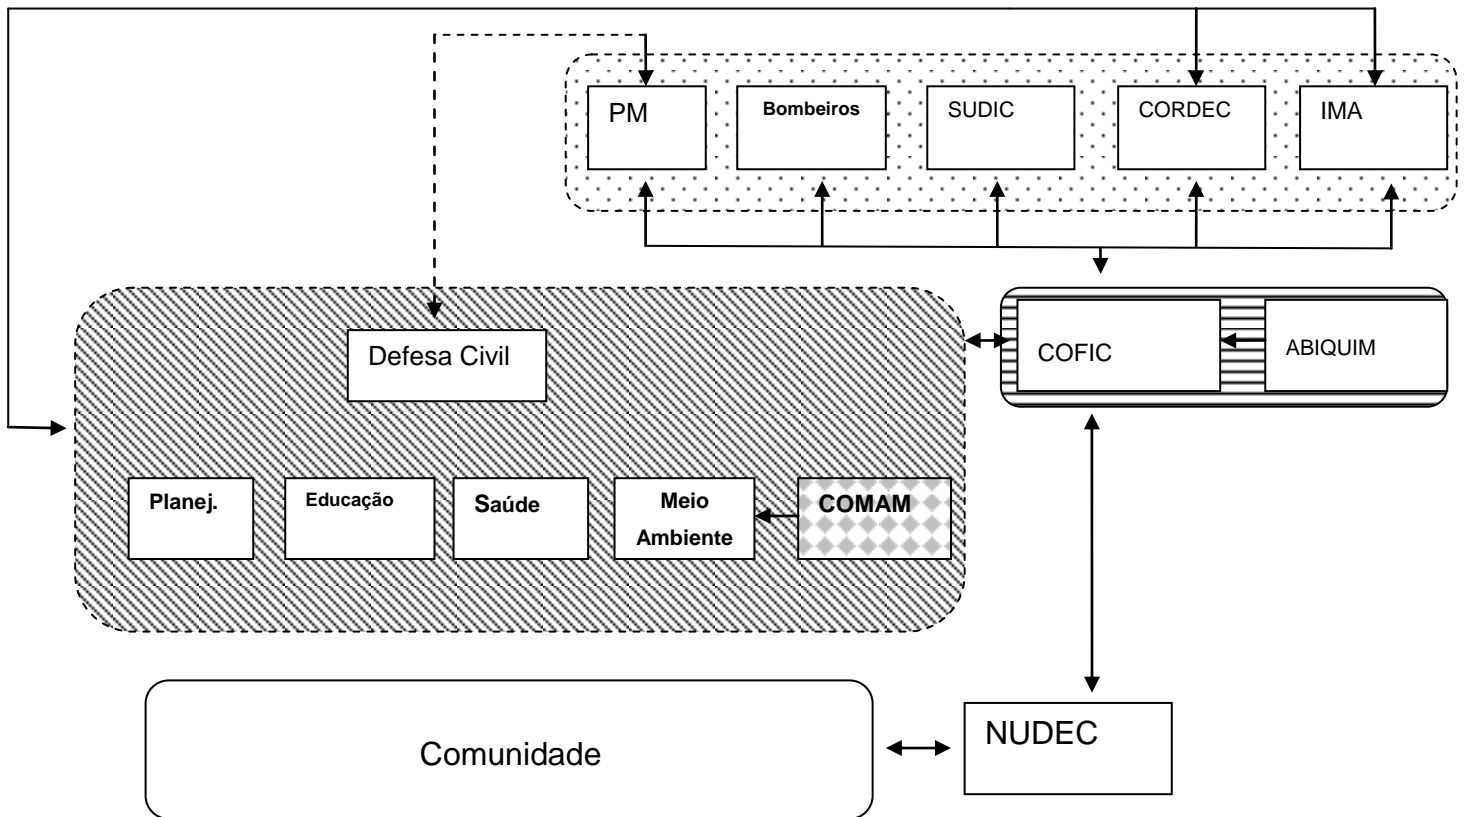 PM
Bombeiros
SUDIC
CORDEC
IMA
Defesa Civil
COFIC
ABIQUIM
Planej.
Educação
Saúde
Meio
Ambiente
COMAM
Comunidade
NUDEC